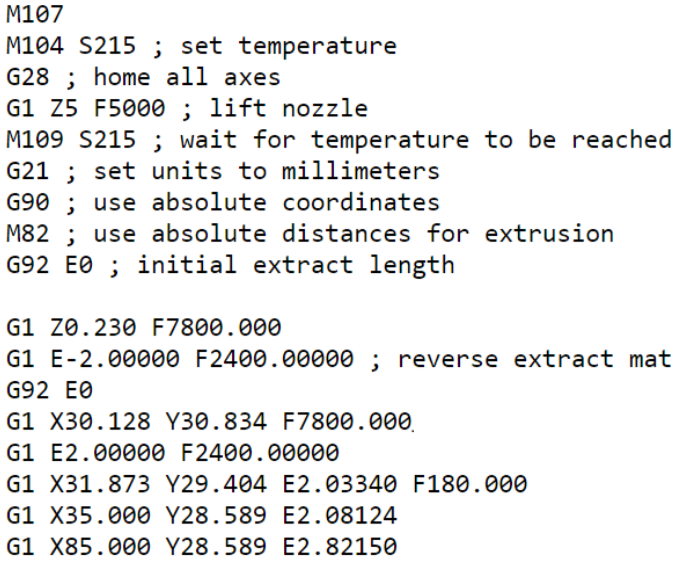 M107
M104 S215 ; set temperature
G28 ; home all axes
G1 Z5 F5000 ; lift nozzle
M109 S215 ; wait for temperature to be reached
G21 ; set units to millimeters
G90 ; use absolute coordinates
M82 ; use absolute distances for extrusion
G92 E0 ; initial extract length
G1 Z0.230 F7800.000
G1 E-2.00000 F2400.00000 ; reverse extract mat
G92 E0
G1 X30.128 Y30.834 F7800.000
G1 E2.00000 F2400.00000
G1 X31.873 Y29.404 E2.03340 F180.000
G1 X35.000 Y28.589 E2.08124
G1 X85.000 Y28.589 E2.82150